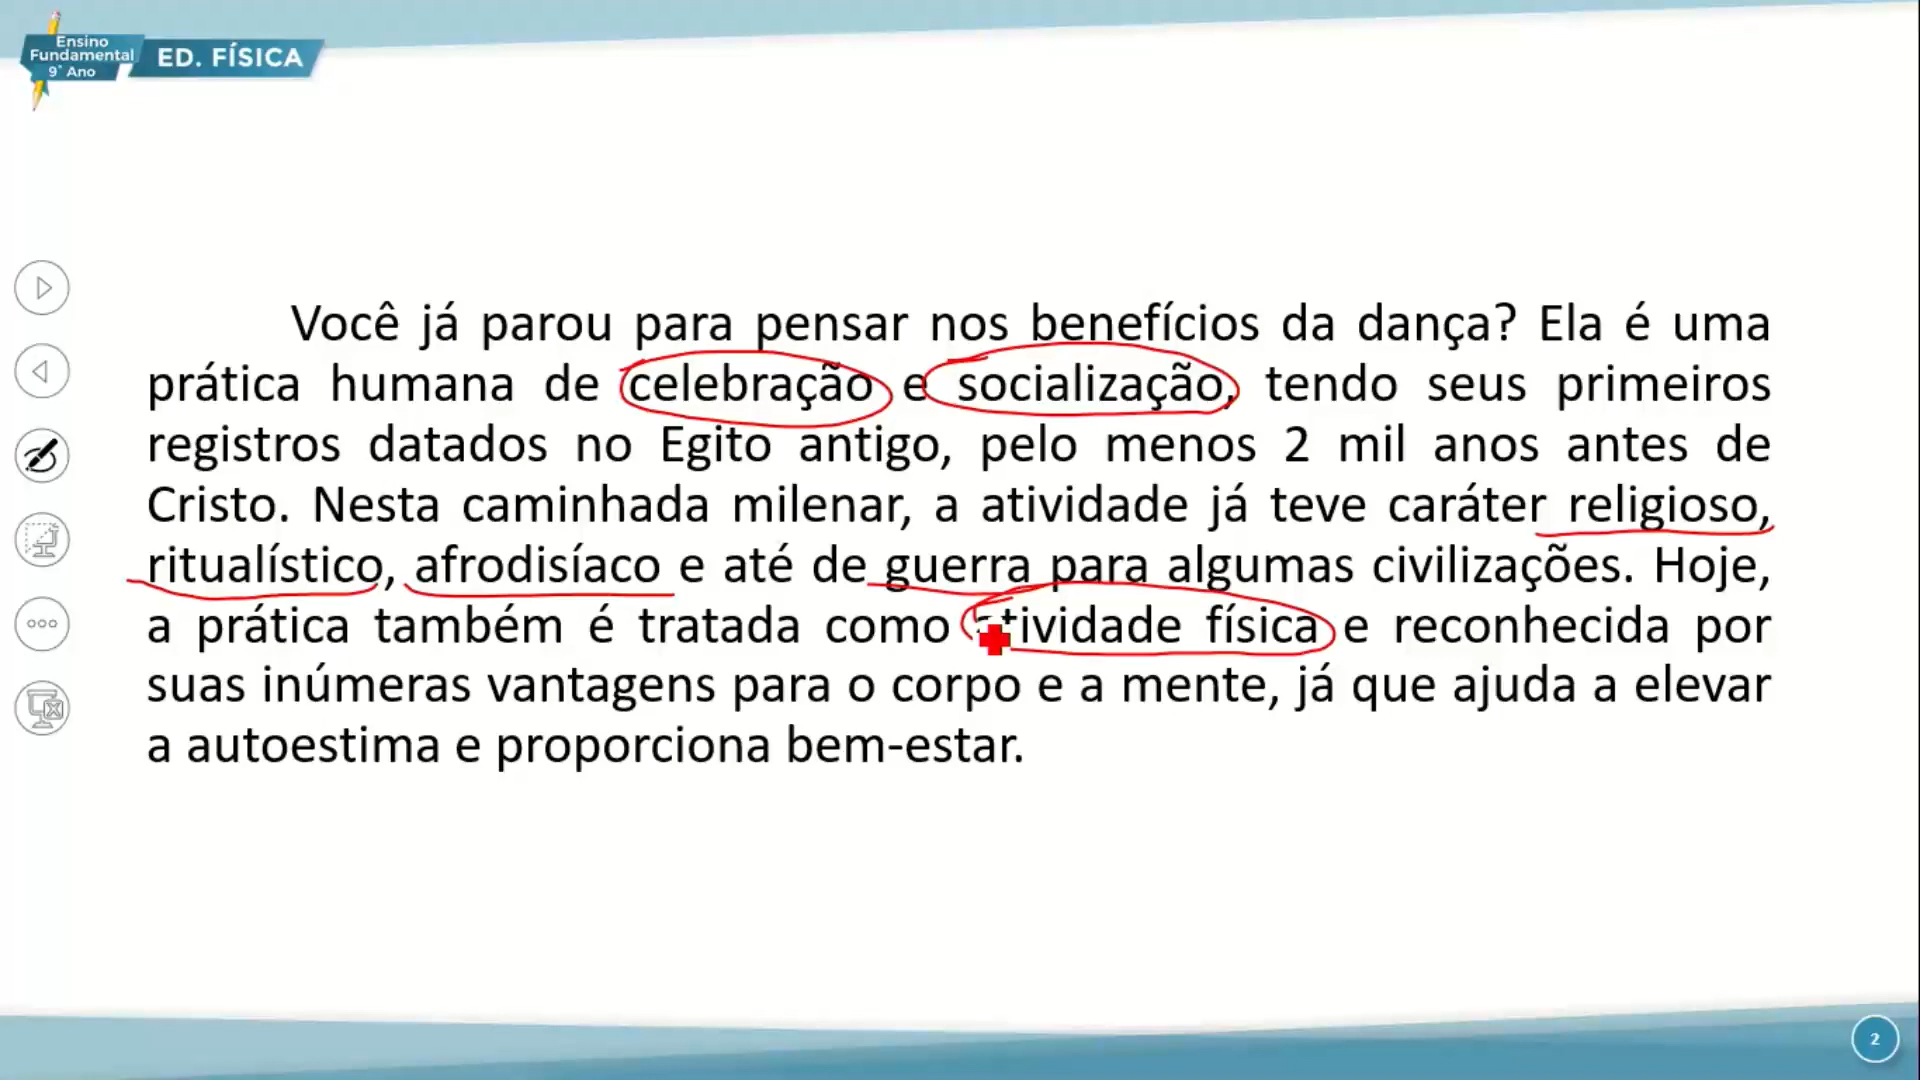 Ensino
Fundamental
9° Ano
ED. FÍSICA
Você já parou para pensar nos benefícios da dança? Ela é uma
prática humana de celebração e socialização, tendo seus primeiros
registros datados no Egito antigo, pelo menos 2 mil anos antes de
Cristo. Nesta caminhada milenar, a atividade já teve caráter religioso,
ritualístico, afrodisíaco e até de guerra para algumas civilizações. Hoje,
a prática também é tratada como atividade física e reconhecida por
suas inúmeras vantagens para o corpo e a mente, já que ajuda a elevar
a autoestima e proporciona bem-estar.
2